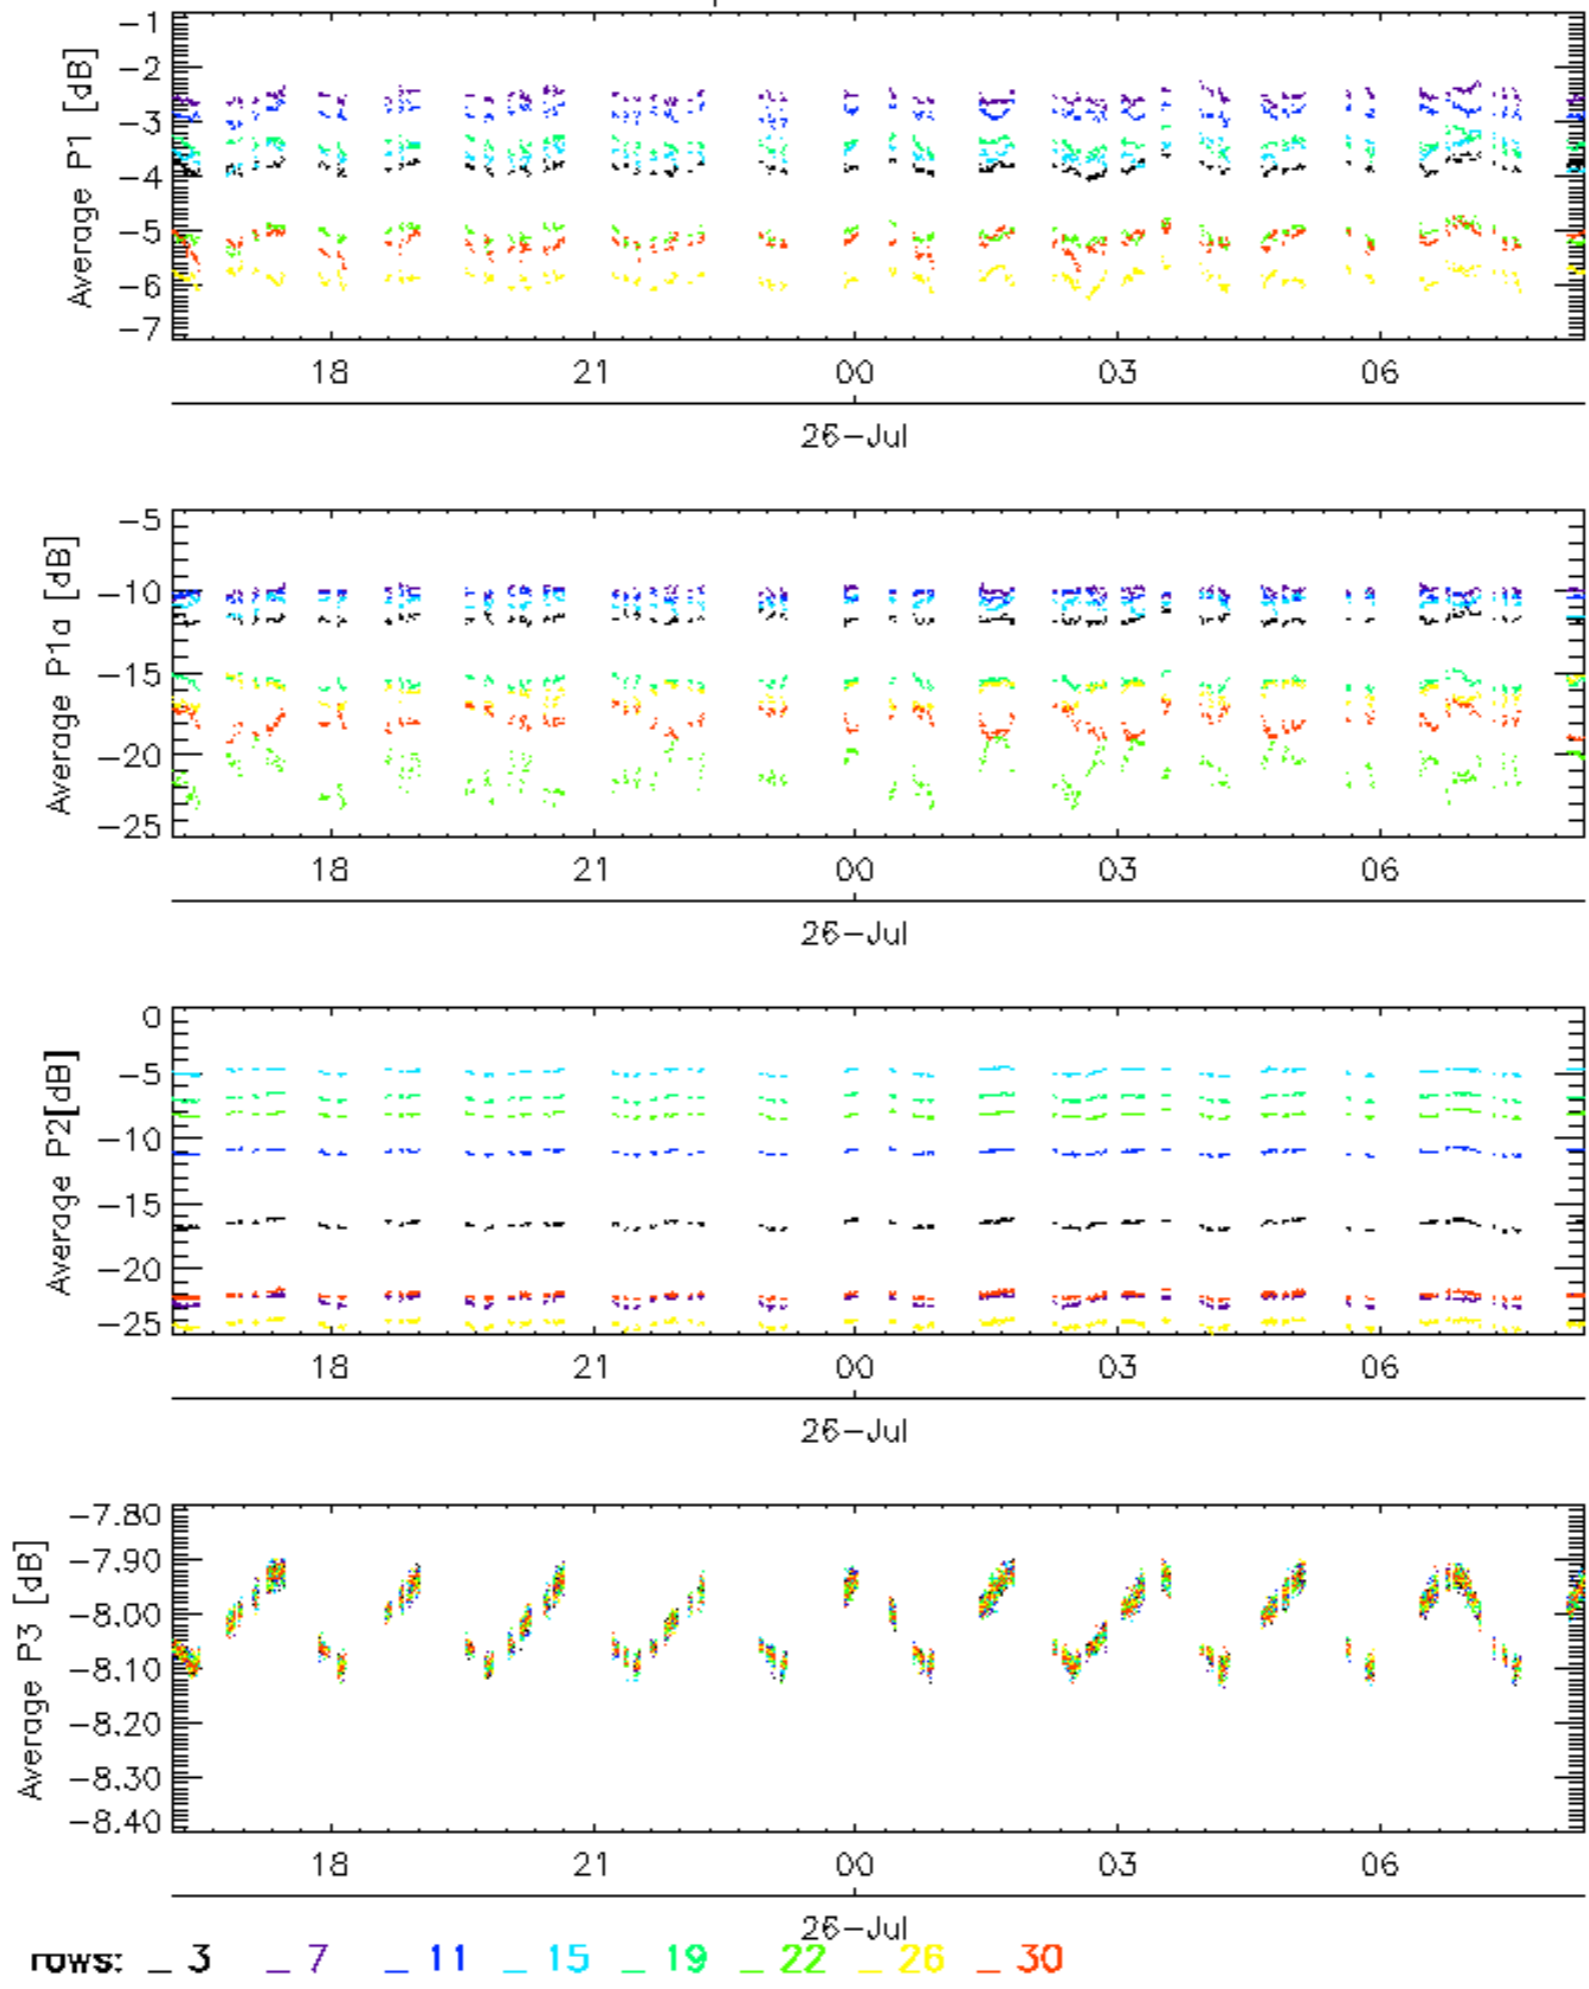 Average P1 [dB]
-1
-2
-3
-4
-5
-6
-7
18 21 00 03 06
26-Jul
Average P1a [dB]
-5
-10
-15
-20
-25
18 21 00 03 06
26-Jul
Average P2[dB]
0
-5
-10
-15
-20
-25
18 21 00 03 06
26-Jul
Average P3 [dB]
-7.80
-7.90
-8.00
-8.10
-8.20
-8.30
-8.40
18 21 00 03 06
26-Jul
rows: _ 3 _ 7 _ 11 _ 15 _ 19 _ 22 _ 26 _ 30